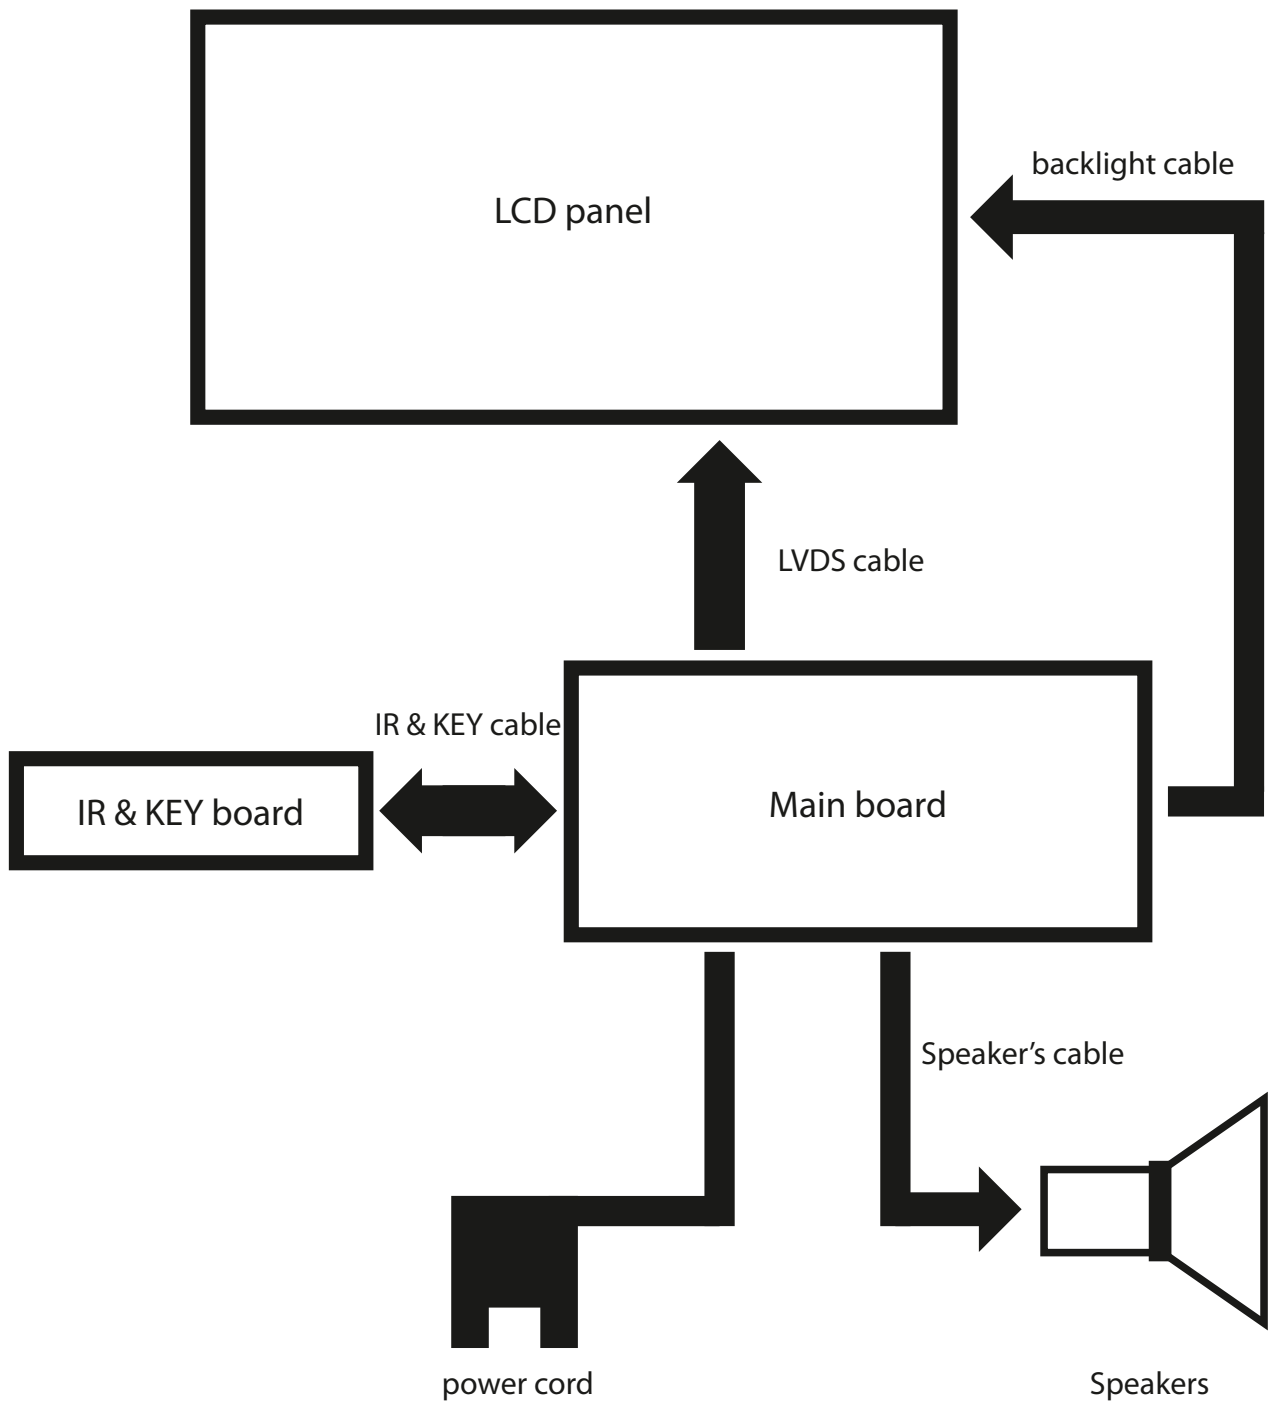 backlight cable
LCD panel
LVDS cable
IR & KEY cable
IR & KEY board
Main board
Speaker’s cable
power cord
Speakers